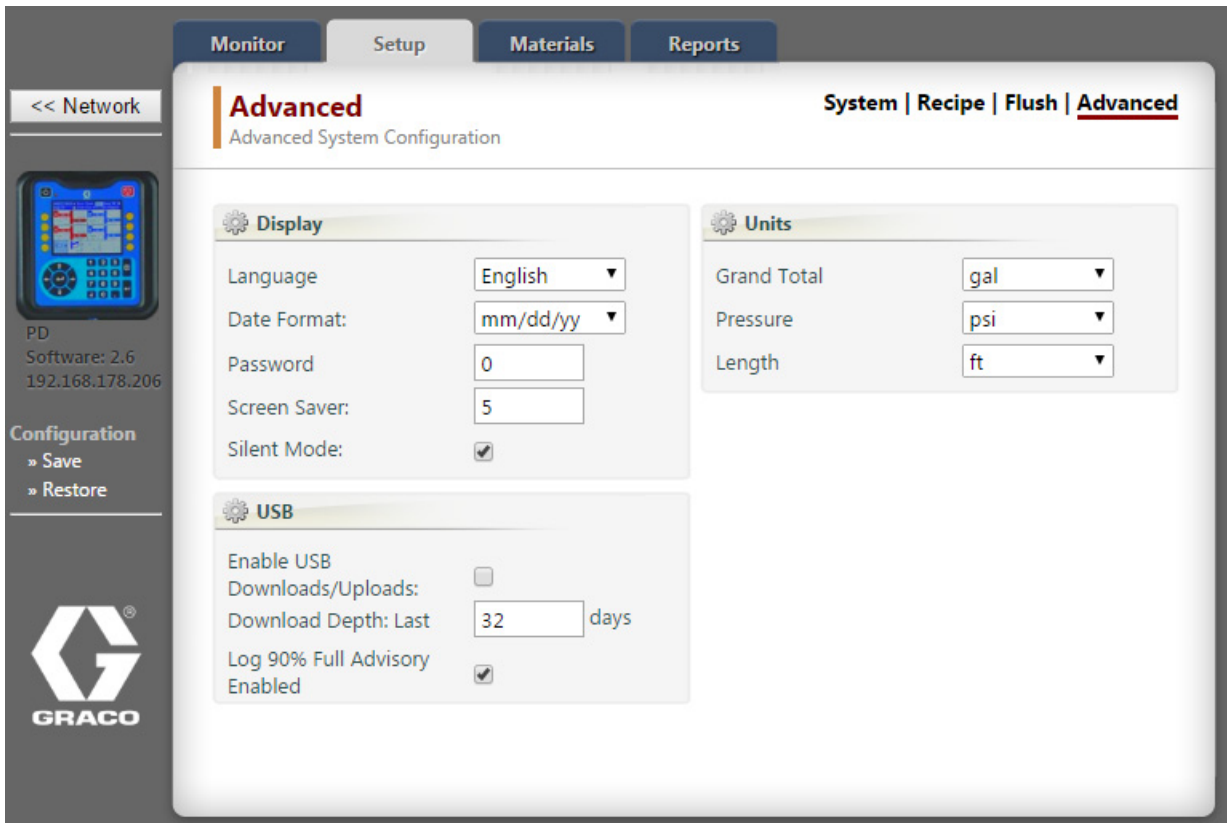 Monitor
Setup
Materials
Reports
<< Network
Advanced
Advanced System Configuration
System | Recipe | Flush | Advanced
PD
Software: 2.6
192.168.178.206
Configuration
» Save
» Restore
GRACO
®
Display
Language English
Date Format: mm/dd/yy
Password 0
Screen Saver: 5
Silent Mode:
USB
Enable USB
Downloads/Uploads:
Download Depth: Last 32 days
Log 90% Full Advisory
Enabled
Units
Grand Total gal
Pressure psi
Length ft